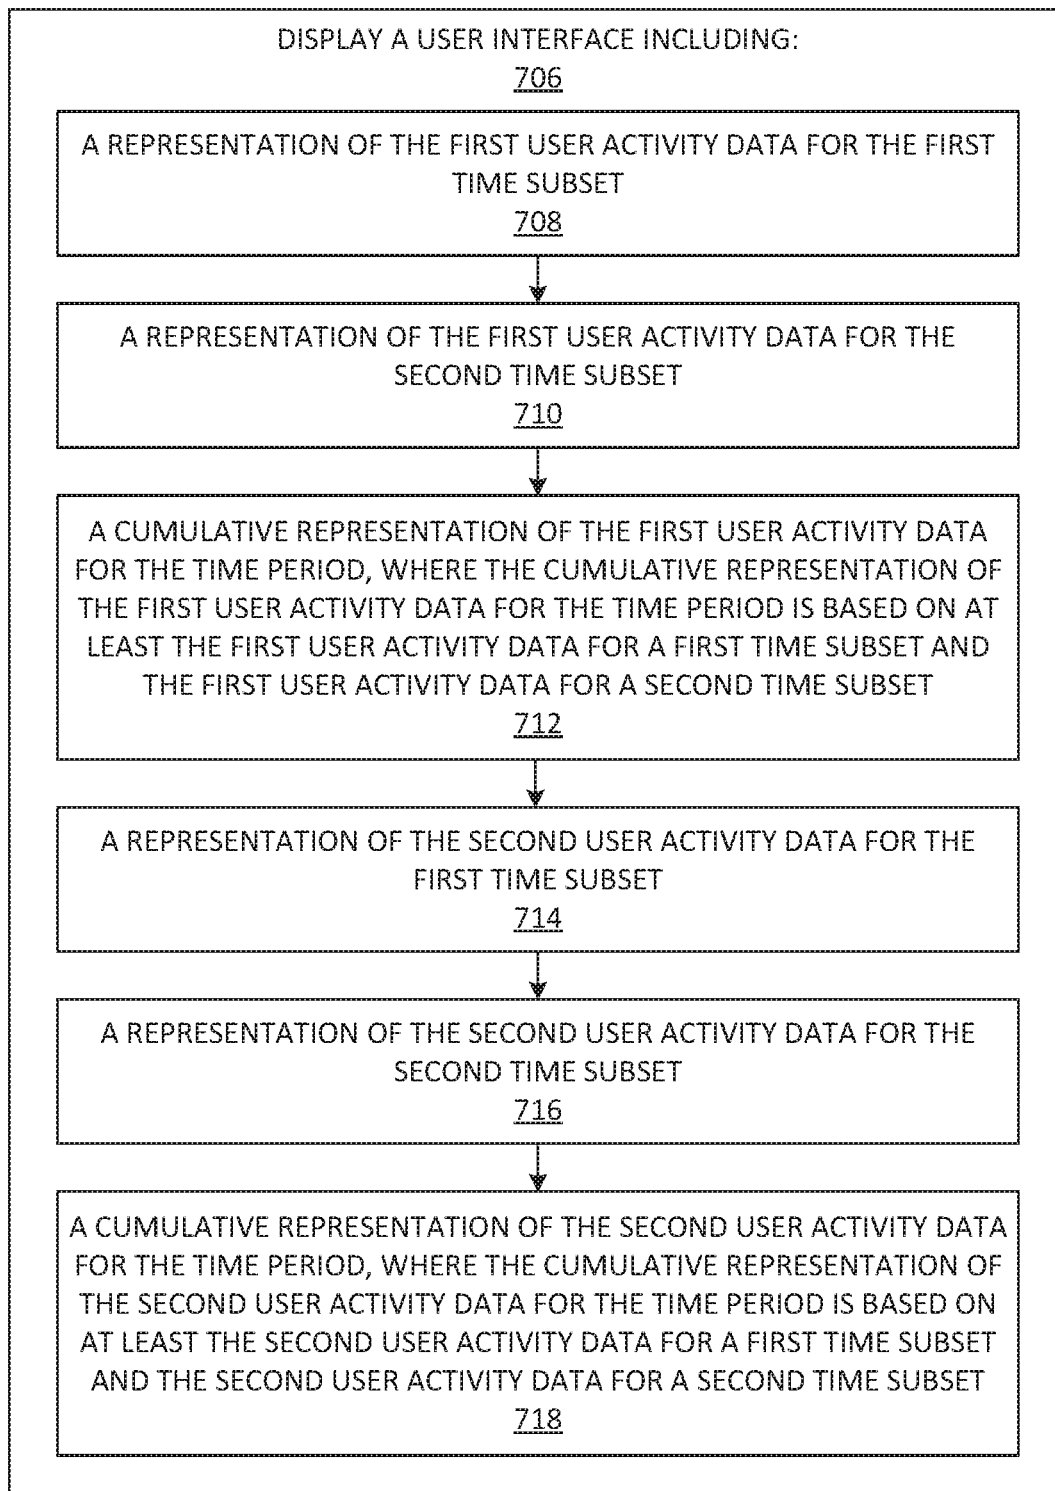 DISPLAY A USER INTERFACE INCLUDING:
706
A REPRESENTATION OF THE FIRST USER ACTIVITY DATA FOR THE FIRST
TIME SUBSET
708
A REPRESENTATION OF THE FIRST USER ACTIVITY DATA FOR THE
SECOND TIME SUBSET
710
A CUMULATIVE REPRESENTATION OF THE FIRST USER ACTIVITY DATA
FOR THE TIME PERIOD, WHERE THE CUMULATIVE REPRESENTATION OF
THE FIRST USER ACTIVITY DATA FOR THE TIME PERIOD IS BASED ON AT
LEAST THE FIRST USER ACTIVITY DATA FOR A FIRST TIME SUBSET AND
THE FIRST USER ACTIVITY DATA FOR A SECOND TIME SUBSET
712
A REPRESENTATION OF THE SECOND USER ACTIVITY DATA FOR THE
FIRST TIME SUBSET
714
A REPRESENTATION OF THE SECOND USER ACTIVITY DATA FOR THE
SECOND TIME SUBSET
716
A CUMULATIVE REPRESENTATION OF THE SECOND USER ACTIVITY DATA
FOR THE TIME PERIOD, WHERE THE CUMULATIVE REPRESENTATION OF
THE SECOND USER ACTIVITY DATA FOR THE TIME PERIOD IS BASED ON
AT LEAST THE SECOND USER ACTIVITY DATA FOR A FIRST TIME SUBSET
AND THE SECOND USER ACTIVITY DATA FOR A SECOND TIME SUBSET
718